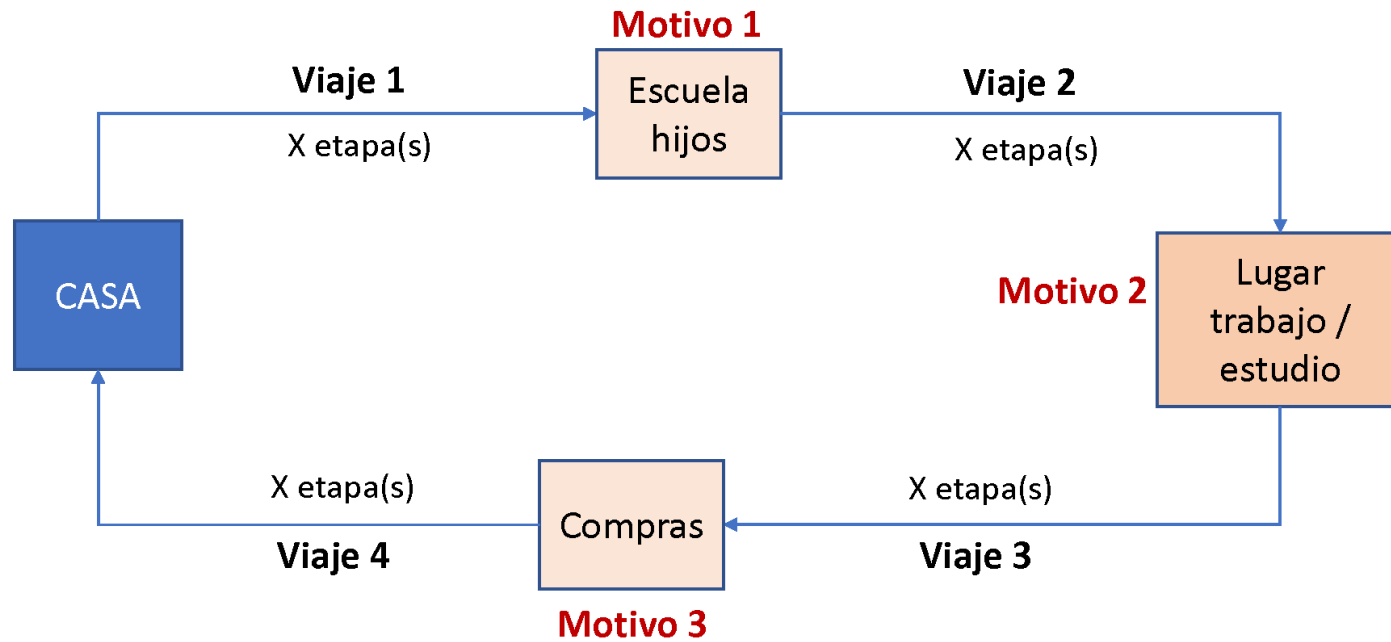 Motivo 1
Viaje 1
Escuela
hijos
Viaje 2
X etapa(s)
X etapa(s)
CASA
Motivo 2
Lugar
trabajo /
estudio
X etapa(s)
Compras
X etapa(s)
Viaje 4
Viaje 3
Motivo 3